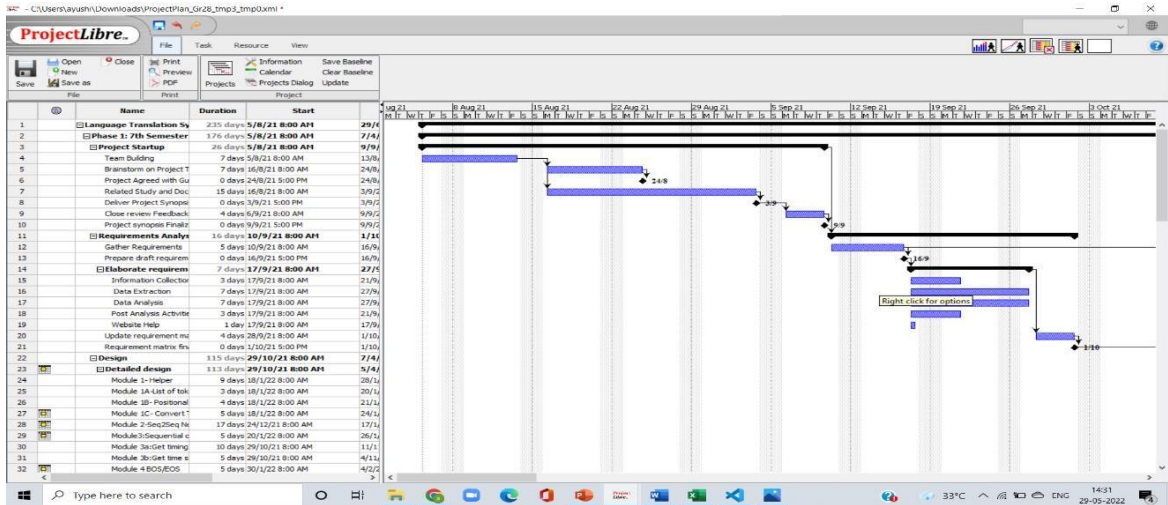 - C:\Users\ayushi\Downloads\ProjectPlan_Gr28_tmp3_tmp0.xml *
ProjectLibre
File Task Resource View
Save
Open
New
Save as
Close
File
Print
Preview
PDF
Print
Projects
Information
Calendar
Projects Dialog
Save Baseline
Clear Baseline
Update
Project
Name Duration Start
ug 21 8 Aug 21 15 Aug 21 22 Aug 21 29 Aug 21 5 Sep 21 12 Sep 21 19 Sep 21 26 Sep 21 3 Oct 21
M T W T F S S M T W T F S S M T W T F S S M T W T F S S M T W T F S S M T W T F S S M T W T F S S M T W T F S S M T W T F S S M T W T F S
1 Language Translation Sy 235 days 5/8/21 8:00 AM
2 Phase 1: 7th Semester 176 days 5/8/21 8:00 AM 7/4/
3 Project Startup 26 days 5/8/21 8:00 AM 9/9/
4 Team Building 7 days 5/8/21 8:00 AM 13/8/
5 Brainstorm on Project T 7 days 16/8/21 8:00 AM 24/8/
6 Project Agreed with Gu 0 days 24/8/21 5:00 PM 24/8/
7 Related Study and Doc 15 days 16/8/21 8:00 AM 3/9/2
8 Deliver Project Synopsi 0 days 3/9/21 5:00 PM 3/9/2
9 Close review Feedback 4 days 6/9/21 8:00 AM 9/9/2
10 Project synopsis Finaliz 0 days 9/9/21 5:00 PM 9/9/2
11 Requirements Analys 16 days 10/9/21 8:00 AM 1/10
12 Gather Requirements 5 days 10/9/21 8:00 AM 16/9/
13 Prepare draft requirem 0 days 16/9/21 5:00 PM 16/9/
14 Elaborate requirem 7 days 17/9/21 8:00 AM 27/9
15 Information Collection 3 days 17/9/21 8:00 AM 21/9/
16 Data Extraction 7 days 17/9/21 8:00 AM 27/9/
17 Data Analysis 7 days 17/9/21 8:00 AM 27/9/
18 Post Analysis Activitie 3 days 17/9/21 8:00 AM 21/9/
19 Website Help 1 day 17/9/21 8:00 AM 17/9/
20 Update requirement ma 4 days 28/9/21 8:00 AM 1/10/
21 Requirement matrix fin 0 days 1/10/21 5:00 PM 1/10/
22 Design 115 days 29/10/21 8:00 AM 7/4/
23 Detailed design 113 days 29/10/21 8:00 AM 5/4/
24 Module 1- Helper 9 days 18/1/22 8:00 AM 28/1/
25 Module 1A-List of tok 3 days 18/1/22 8:00 AM 20/1/
26 Module 1B- Positional 4 days 18/1/22 8:00 AM 21/1/
27 Module 1C- Convert T 5 days 18/1/22 8:00 AM 24/1/
28 Module 2-Seq2Seq Ne 17 days 24/12/21 8:00 AM 17/1/
29 Module3:Sequential c 5 days 20/1/22 8:00 AM 26/1/
30 Module 3a:Get timing 10 days 29/10/21 8:00 AM 11/1
31 Module 3b:Get time s 5 days 29/10/21 8:00 AM 4/11/
32 Module 4 BOS/EOS 5 days 30/1/22 8:00 AM 4/2/2
24/8
3/9
9/9
16/9
Right click for options
1/10
Type here to search
33°C
ENG
14:31
29-05-2022
4